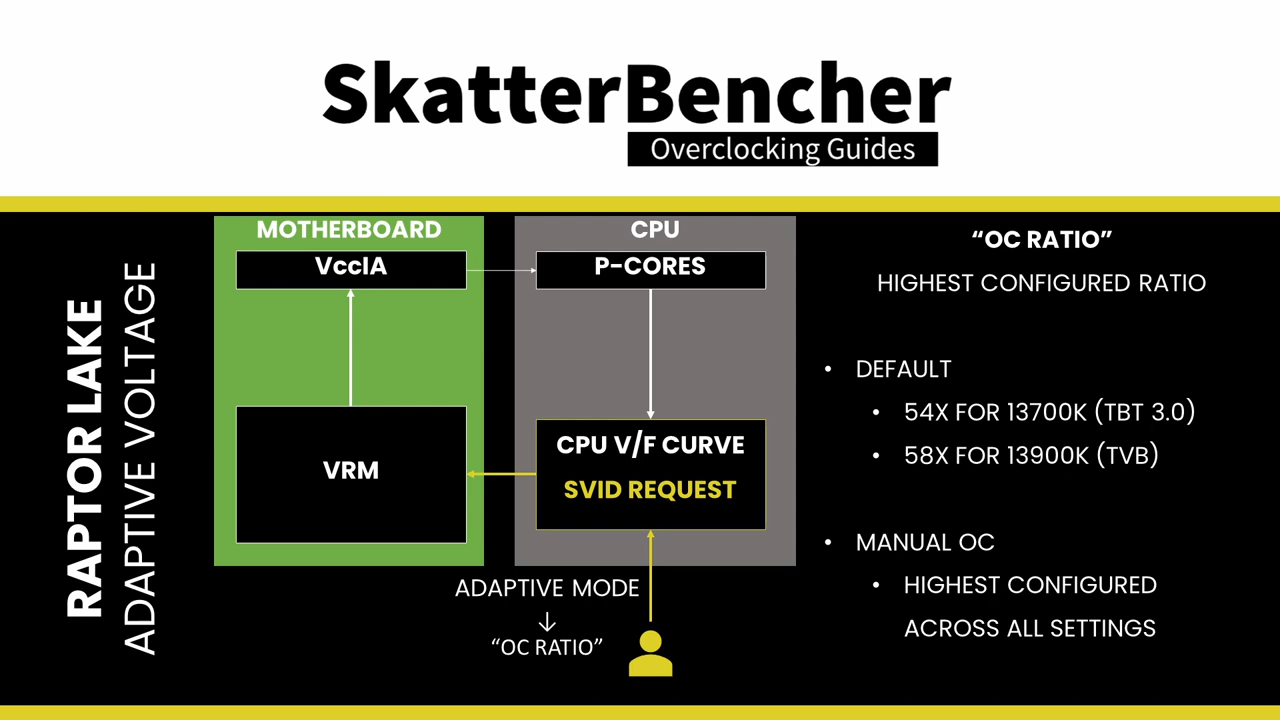 SkatterBencher
Overclocking Guides
RAPTOR LAKE
ADAPTIVE VOLTAGE
MOTHERBOARD
VccIA
VRM
CPU
P-CORES
CPU V/F CURVE
SVID REQUEST
ADAPTIVE MODE
↓
“OC RATIO”
“OC RATIO”
HIGHEST CONFIGURED RATIO
• DEFAULT
• 54X FOR 13700K (TBT 3.0)
• 58X FOR 13900K (TVB)
• MANUAL OC
• HIGHEST CONFIGURED
ACROSS ALL SETTINGS